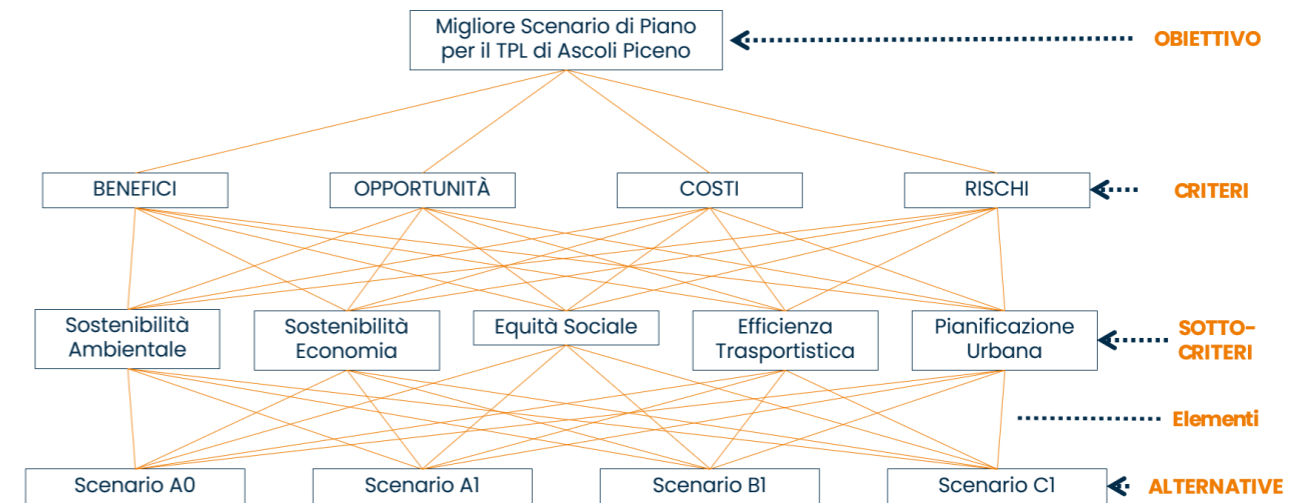 Migliore Scenario di Piano
per il TPL di Ascoli Piceno
OBIETTIVO
BENEFICI
OPPORTUNITÀ
COSTI
RISCHI
CRITERI
Sostenibilità
Ambientale
Sostenibilità
Economia
Equità Sociale
Efficienza
Trasportistica
Pianificazione
Urbana
SOTTO-
CRITERI
Elementi
Scenario A0
Scenario A1
Scenario B1
Scenario C1
ALTERNATIVE